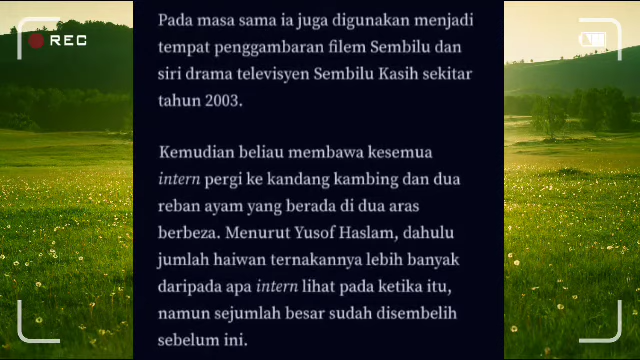 REC
Pada masa sama ia juga digunakan menjadi
tempat penggambaran filem Sembilu dan
siri drama televisyen Sembilu Kasih sekitar
tahun 2003.
Kemudian beliau membawa kesemua
intern pergi ke kandang kambing dan dua
reban ayam yang berada di dua aras
berbeza. Menurut Yusof Haslam, dahulu
jumlah haiwan ternakannya lebih banyak
daripada apa intern lihat pada ketika itu,
namun sejumlah besar sudah disembelih
sebelum ini.